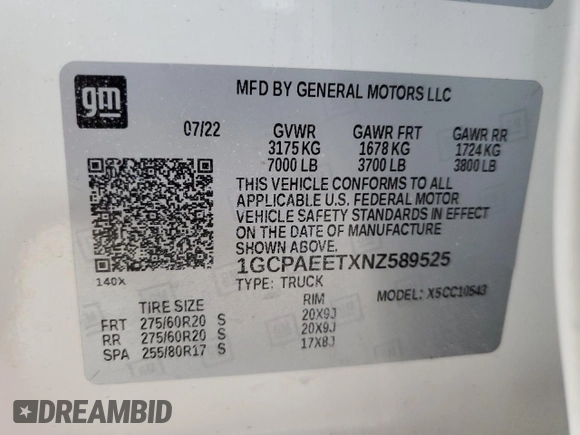 gm
MFD BY GENERAL MOTORS LLC
07/22 GVWR GAWR FRT GAWR RR
3175 KG 1678 KG 1724 KG
7000 LB 3700 LB 3800 LB
THIS VEHICLE CONFORMS TO ALL
APPLICABLE U.S. FEDERAL MOTOR
VEHICLE SAFETY STANDARDS IN EFFECT
ON THE DATE OF MANUFACTURE
SHOWN ABOVE.
140X
1GCPAEETXNZ589525
TYPE: TRUCK MODEL: X5CC10543
TIRE SIZE RIM
FRT 275/60R20 S 20X9J
RR 275/60R20 S 20X9J
SPA 255/80R17 S 17X8J
DREAMBID